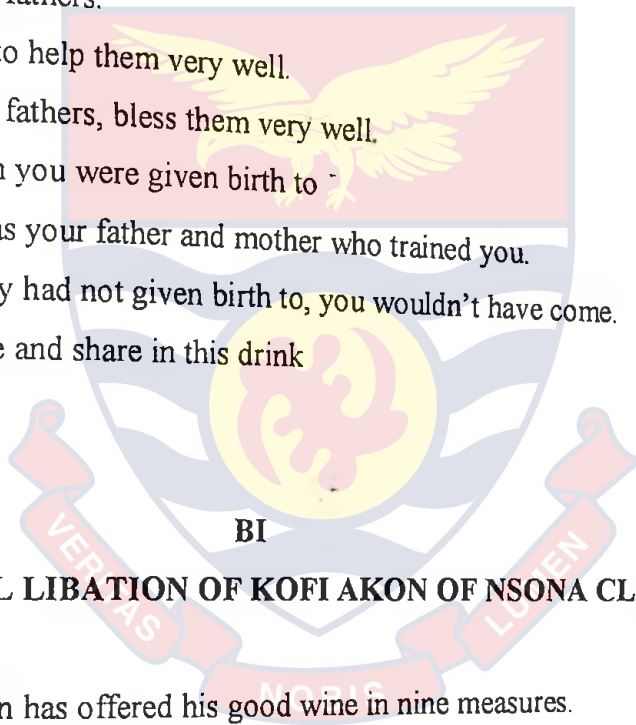 fathers.
to help them very well.
fathers, bless them very well.
n you were given birth to
as your father and mother who trained you.
y had not given birth to, you wouldn't have come.
e and share in this drink
BI
L LIBATION OF KOFI AKON OF NSONA CL
n has offered his good wine in nine measures.
VERITAS
NOBIS
LUMEN